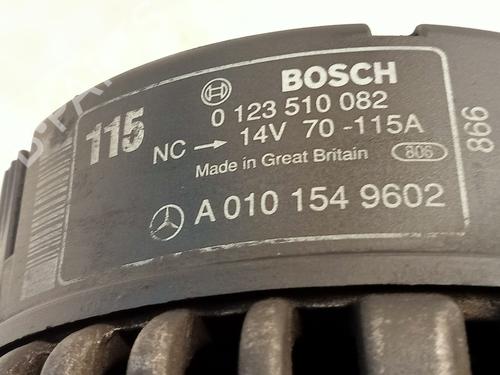 BOSCH
115
0 123 510 082
NC → 14V 70-115A
Made in Great Britain 806
A 010 154 9602
866